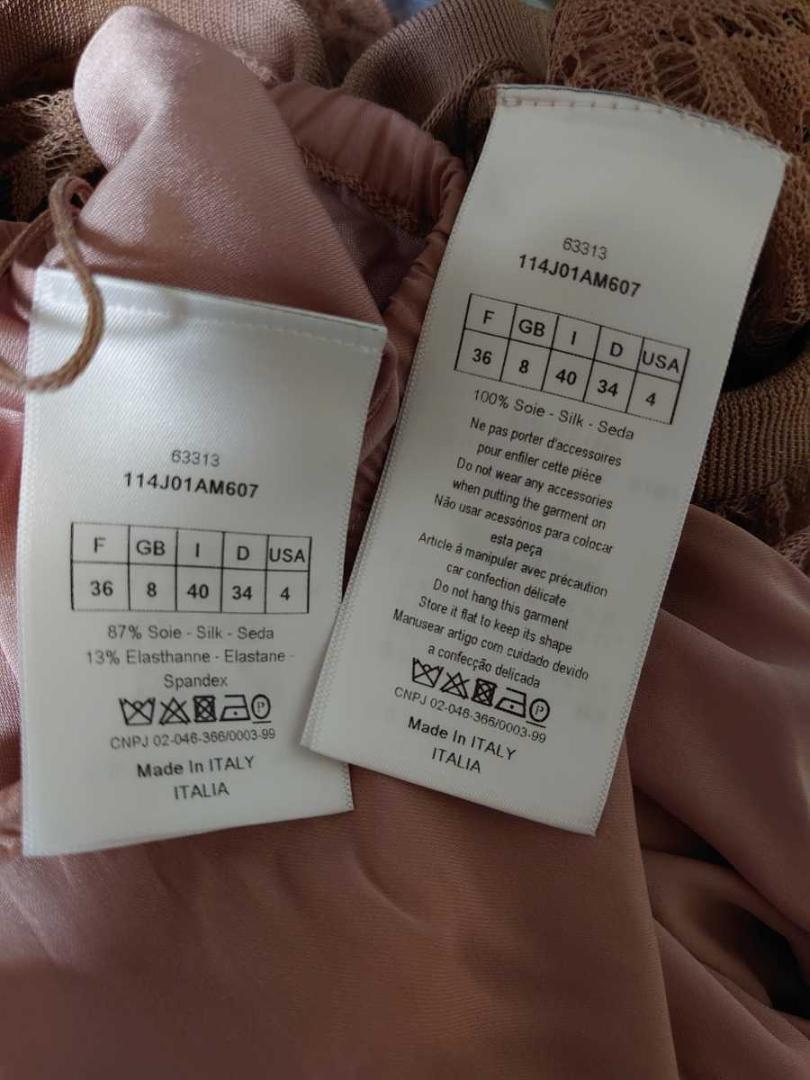 63313
114J01AM607
F GB I D USA
36 8 40 34 4
87% Soie - Silk - Seda
13% Elasthanne - Elastane -
Spandex
CNPJ 02-046-366/0003-99
Made In ITALY
ITALIA
63313
114J01AM607
F GB I D USA
36 8 40 34 4
100% Soie - Silk - Seda
Ne pas porter d'accessoires
pour enfiler cette pièce
Do not wear any accessories
when putting the garment on
Não usar acessórios para colocar
esta peça
Article á manipuler avec précaution
car confection délicate
Do not hang this garment
Store it flat to keep its shape
Manusear artigo com cuidado devido
a confecção delicada
CNPJ 02-046-366/0003-99
Made In ITALY
ITALIA